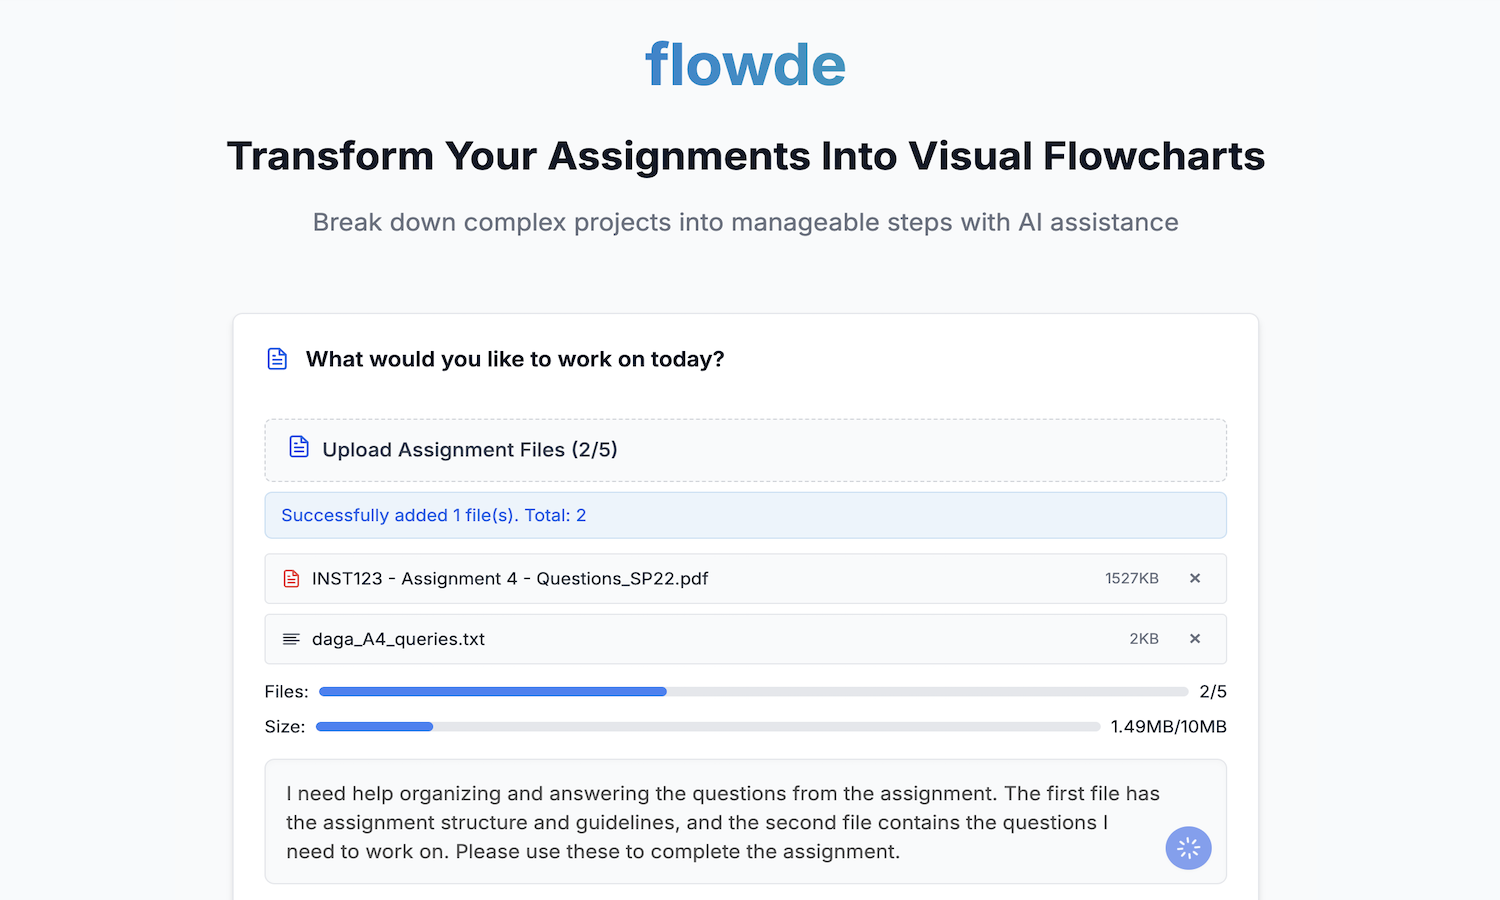 flowde
Transform Your Assignments Into Visual Flowcharts
Break down complex projects into manageable steps with AI assistance
What would you like to work on today?
Upload Assignment Files (2/5)
Successfully added 1 file(s). Total: 2
INST123 - Assignment 4 - Questions_SP22.pdf 1527KB ×
daga_A4_queries.txt 2KB ×
Files: 2/5
Size: 1.49MB/10MB
I need help organizing and answering the questions from the assignment. The first file has
the assignment structure and guidelines, and the second file contains the questions I
need to work on. Please use these to complete the assignment.